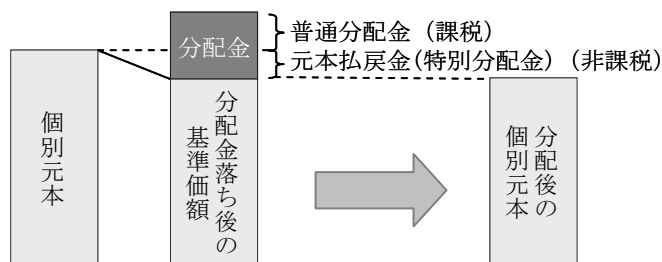 分配金
普通分配金（課税）
元本払戻金(特別分配金)（非課税）
個別元本
分配金落ち後の
基準価額
分配後の
個別元本